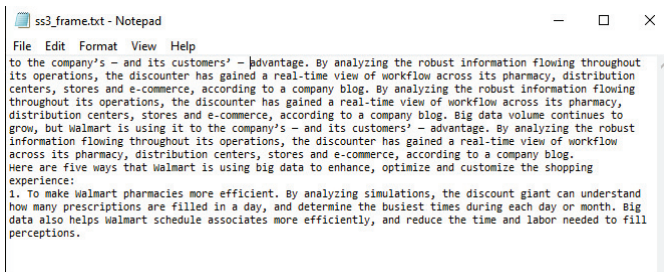 ss3_frame.txt - Notepad
File Edit Format View Help
to the company's – and its customers' – advantage. By analyzing the robust information flowing throughout
its operations, the discounter has gained a real-time view of workflow across its pharmacy, distribution
centers, stores and e-commerce, according to a company blog. By analyzing the robust information flowing
throughout its operations, the discounter has gained a real-time view of workflow across its pharmacy,
distribution centers, stores and e-commerce, according to a company blog. Big data volume continues to
grow, but Walmart is using it to the company's – and its customers' – advantage. By analyzing the robust
information flowing throughout its operations, the discounter has gained a real-time view of workflow
across its pharmacy, distribution centers, stores and e-commerce, according to a company blog.
Here are five ways that Walmart is using big data to enhance, optimize and customize the shopping
experience:
1. To make Walmart pharmacies more efficient. By analyzing simulations, the discount giant can understand
how many prescriptions are filled in a day, and determine the busiest times during each day or month. Big
data also helps Walmart schedule associates more efficiently, and reduce the time and labor needed to fill
perceptions.